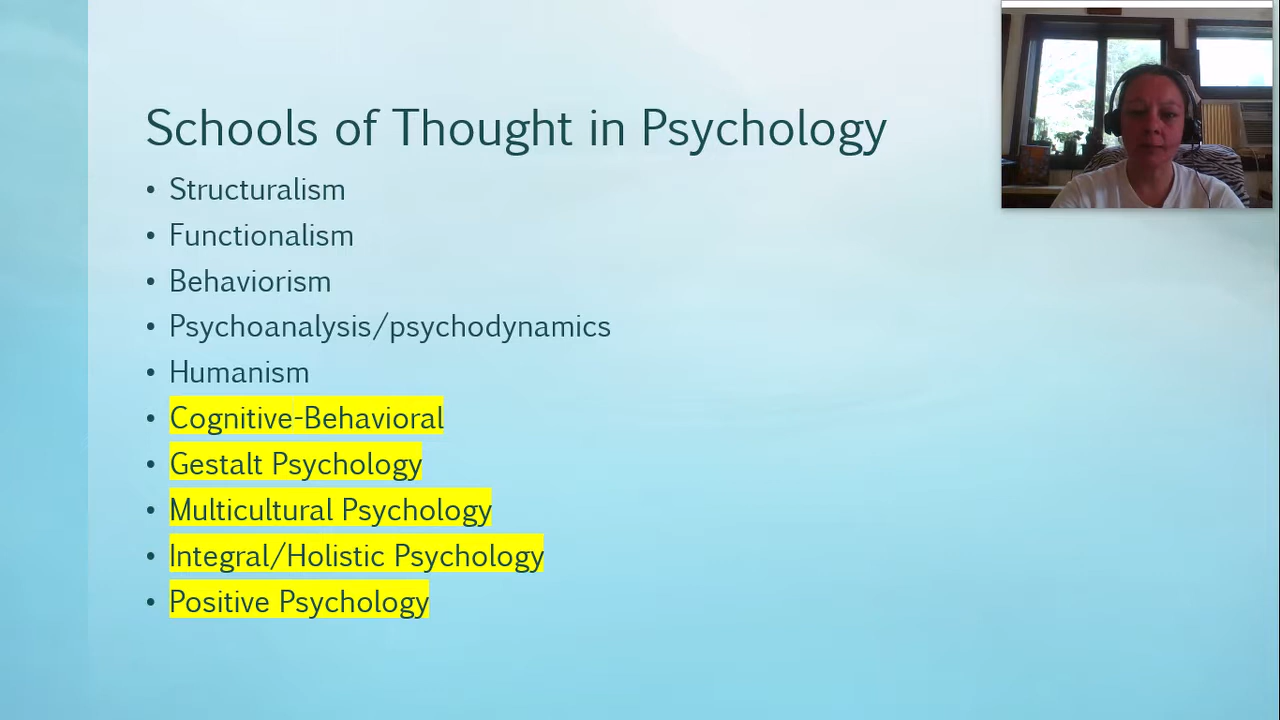 Schools of Thought in Psychology
• Structuralism
• Functionalism
• Behaviorism
• Psychoanalysis/psychodynamics
• Humanism
• Cognitive-Behavioral
• Gestalt Psychology
• Multicultural Psychology
• Integral/Holistic Psychology
• Positive Psychology